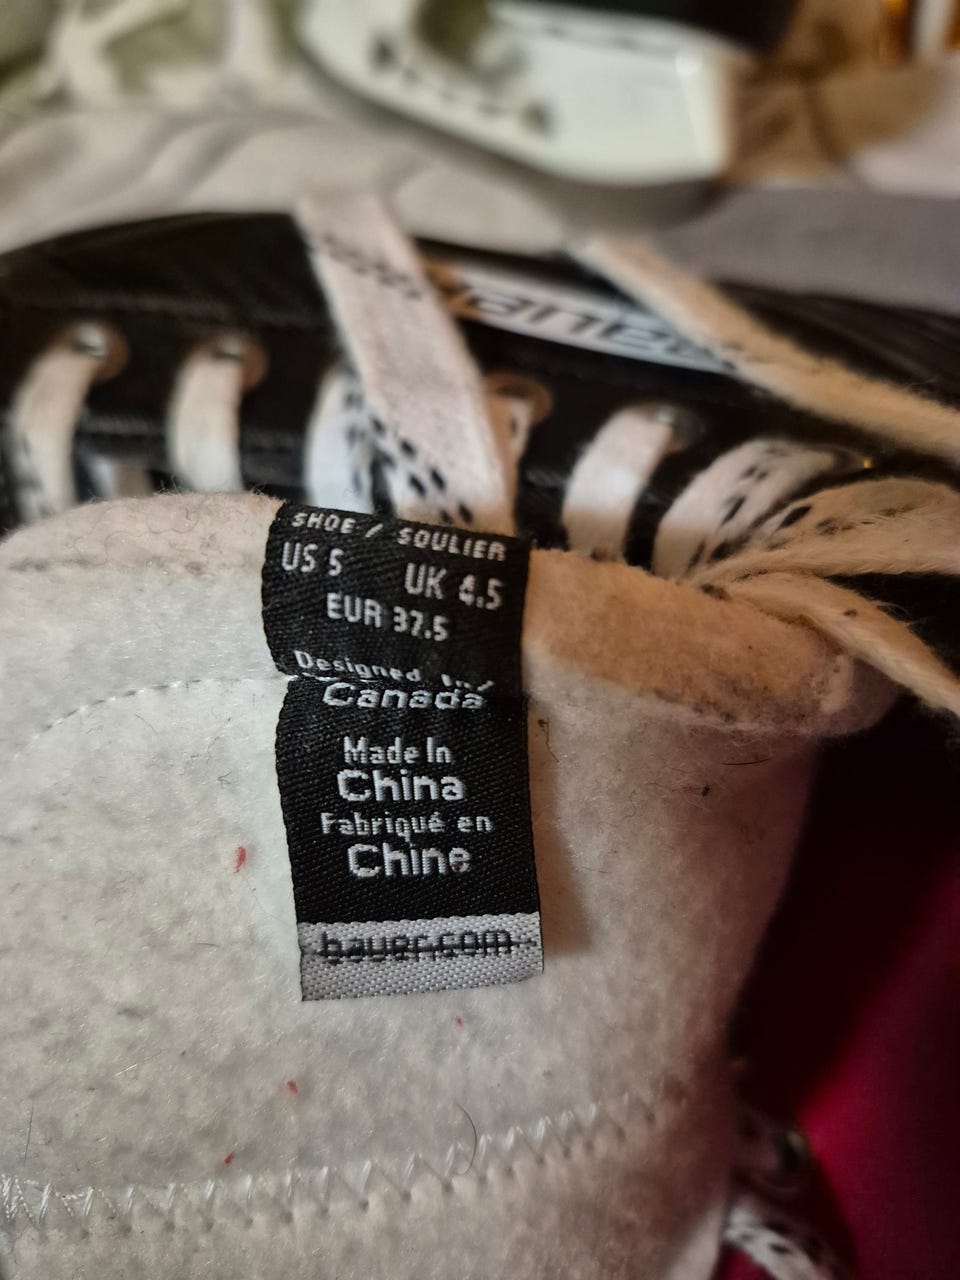 BAUER
SHOE / SOULIER
US 5 UK 4.5
EUR 37.5
Designed In/
Canada
Made In
China
Fabriqué en
Chine
bauer.com